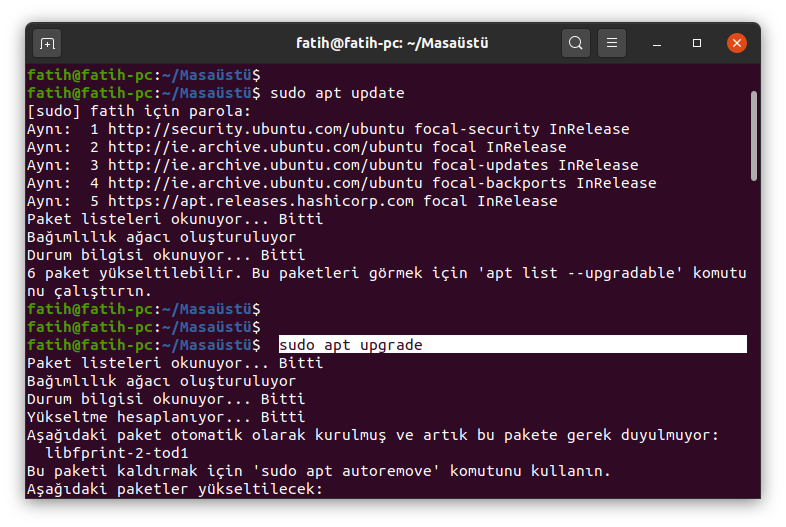 fatih@fatih-pc: ~/Masaüstü
fatih@fatih-pc:~/Masaüstü$
fatih@fatih-pc:~/Masaüstü$ sudo apt update
[sudo] fatih için parola:
Aynı:  1 http://security.ubuntu.com/ubuntu focal-security InRelease
Aynı:  2 http://ie.archive.ubuntu.com/ubuntu focal InRelease
Aynı:  3 http://ie.archive.ubuntu.com/ubuntu focal-updates InRelease
Aynı:  4 http://ie.archive.ubuntu.com/ubuntu focal-backports InRelease
Aynı:  5 https://apt.releases.hashicorp.com focal InRelease
Paket listeleri okunuyor... Bitti
Bağımlılık ağacı oluşturuluyor
Durum bilgisi okunuyor... Bitti
6 paket yükseltilebilir. Bu paketleri görmek için 'apt list --upgradable' komutu
nu çalıştırın.
fatih@fatih-pc:~/Masaüstü$
fatih@fatih-pc:~/Masaüstü$
fatih@fatih-pc:~/Masaüstü$  sudo apt upgrade
Paket listeleri okunuyor... Bitti
Bağımlılık ağacı oluşturuluyor
Durum bilgisi okunuyor... Bitti
Yükseltme hesaplanıyor... Bitti
Aşağıdaki paket otomatik olarak kurulmuş ve artık bu pakete gerek duyulmuyor:
  libfprint-2-tod1
Bu paketi kaldırmak için 'sudo apt autoremove' komutunu kullanın.
Aşağıdaki paketler yükseltilecek: